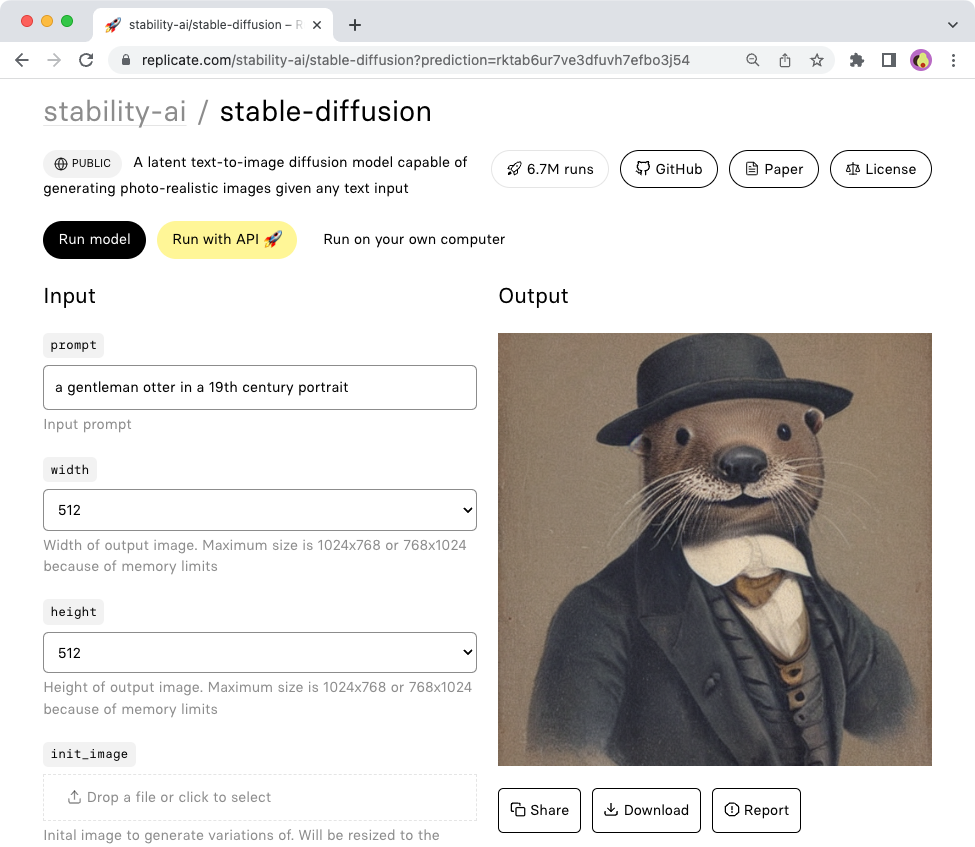 stability-ai/stable-diffusion – R
replicate.com/stability-ai/stable-diffusion?prediction=rktab6ur7ve3dfuvh7efbo3j54
stability-ai / stable-diffusion
PUBLIC A latent text-to-image diffusion model capable of
generating photo-realistic images given any text input
6.7M runs GitHub Paper License
Run model Run with API 🚀 Run on your own computer
Input
prompt
a gentleman otter in a 19th century portrait
Input prompt
width
512
Width of output image. Maximum size is 1024x768 or 768x1024
because of memory limits
height
512
Height of output image. Maximum size is 1024x768 or 768x1024
because of memory limits
init_image
Drop a file or click to select
Inital image to generate variations of. Will be resized to the
Output
Share Download Report